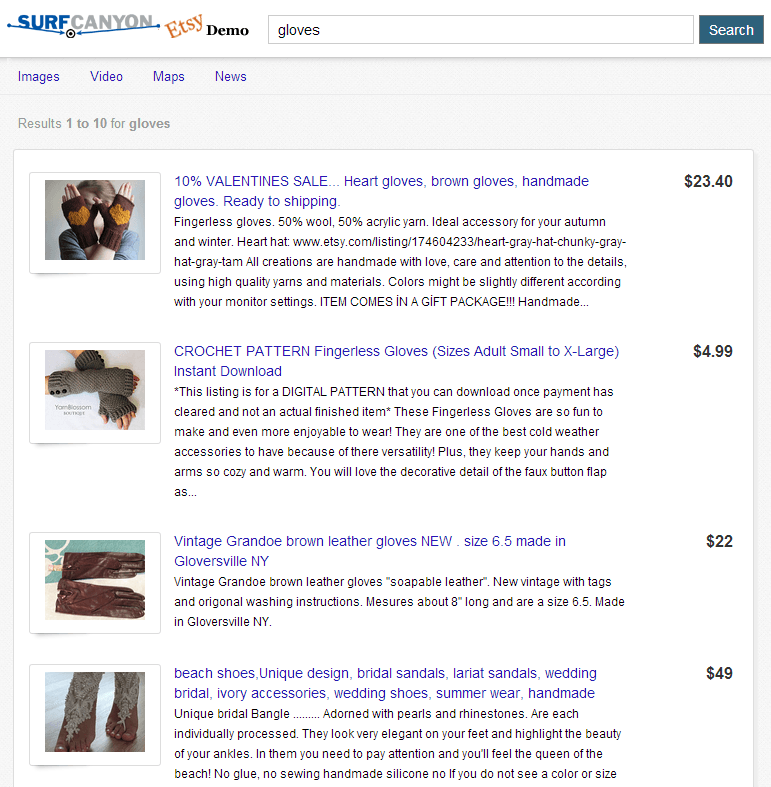 SURFCANYON Etsy Demo
gloves
Search
Images Video Maps News
Results 1 to 10 for gloves
10% VALENTINES SALE... Heart gloves, brown gloves, handmade
gloves. Ready to shipping.
$23.40
Fingerless gloves. 50% wool, 50% acrylic yarn. Ideal accessory for your autumn
and winter. Heart hat: www.etsy.com/listing/174604233/heart-gray-hat-chunky-gray-
hat-gray-tam All creations are handmade with love, care and attention to the details,
using high quality yarns and materials. Colors might be slightly different according
with your monitor settings. ITEM COMES İN A GİFT PACKAGE!!! Handmade...
CROCHET PATTERN Fingerless Gloves (Sizes Adult Small to X-Large)
Instant Download
$4.99
*This listing is for a DIGITAL PATTERN that you can download once payment has
cleared and not an actual finished item* These Fingerless Gloves are so fun to
make and even more enjoyable to wear! They are one of the best cold weather
accessories to have because of there versatility! Plus, they keep your hands and
arms so cozy and warm. You will love the decorative detail of the faux button flap
as...
YarnBlossom
BOUTIQUE
Vintage Grandoe brown leather gloves NEW . size 6.5 made in
Gloversville NY
$22
Vintage Grandoe brown leather gloves "soapable leather". New vintage with tags
and origonal washing instructions. Mesures about 8" long and are a size 6.5. Made
in Gloversville NY.
beach shoes,Unique design, bridal sandals, lariat sandals, wedding
bridal, ivory accessories, wedding shoes, summer wear, handmade
$49
Unique bridal Bangle ......... Adorned with pearls and rhinestones. Are each
individually processed. They look very elegant on your feet and highlight the beauty
of your ankles. In them you need to pay attention and you'll feel the queen of the
beach! No glue, no sewing handmade silicone no If you do not see a color or size